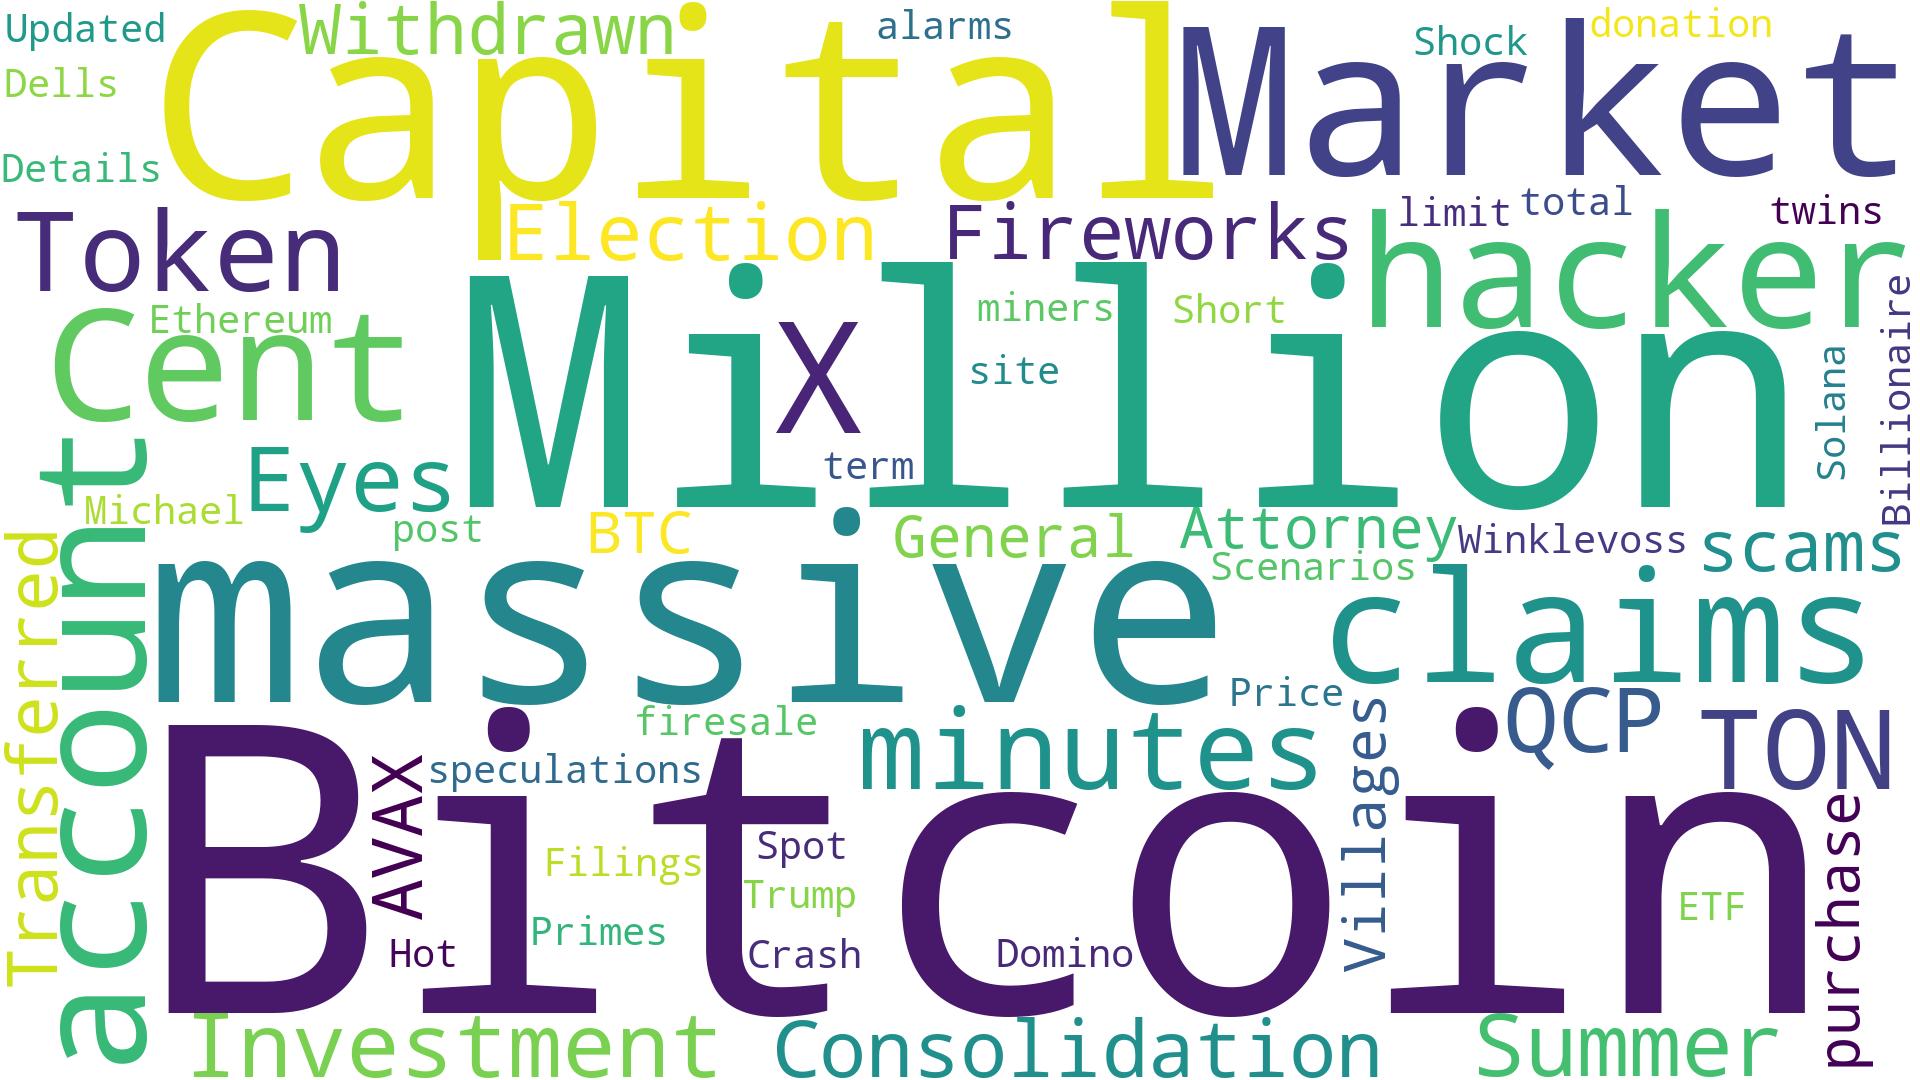 Updated
Withdrawn
alarms
Shock
donation
Dells
Capital
Market
Details
Token
Election
Fireworks
limit
total
twins
hacker
Cent
Ethereum
Million
X
miners
Short
site
term
Solana
Billionaire
Eyes
Michael
post
BTC
General
Attorney
Winklevoss
scams
Scenarios
account
Transferred
massive
claims
Price
firesale
speculations
minutes
Villages
QCP
TON
Bitcoin
AVAX
Filings
Spot
Trump
Primes
Hot
Crash
Domino
ETF
purchase
Investment
Consolidation
Summer